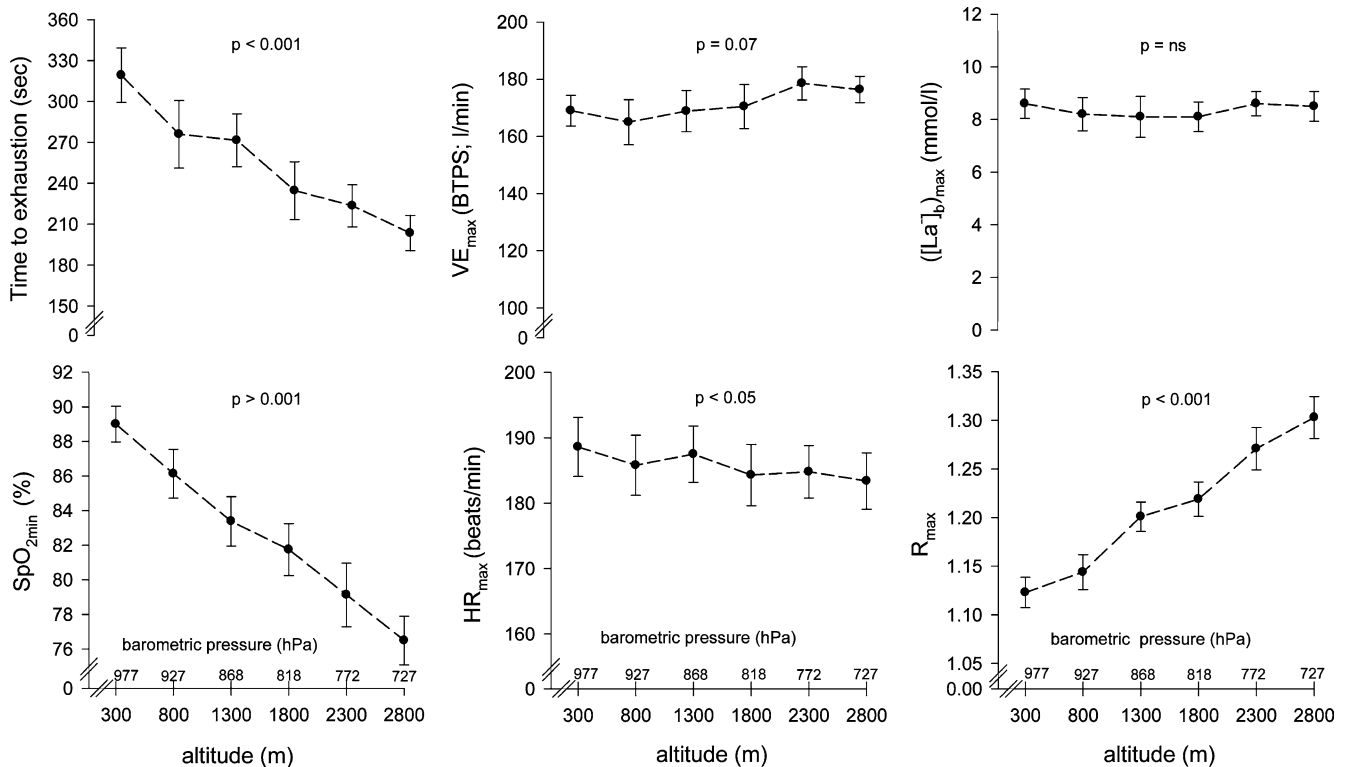 Time to exhaustion (sec)
360
330
300
270
240
210
180
150
0
p < 0.001
VEmax (BTPS; l/min)
200
180
160
140
120
100
0
p = 0.07
([La-]b)max (mmol/l)
12
10
8
6
4
2
0
p = ns
SpO2min (%)
92
90
88
86
84
82
80
78
76
0
p > 0.001
barometric pressure (hPa)
977 927 868 818 772 727
300 800 1300 1800 2300 2800
altitude (m)
HRmax (beats/min)
200
190
180
170
160
0
p < 0.05
barometric pressure (hPa)
977 927 868 818 772 727
300 800 1300 1800 2300 2800
altitude (m)
Rmax
1.35
1.30
1.25
1.20
1.15
1.10
1.05
0.00
p < 0.001
barometric pressure (hPa)
977 927 868 818 772 727
300 800 1300 1800 2300 2800
altitude (m)